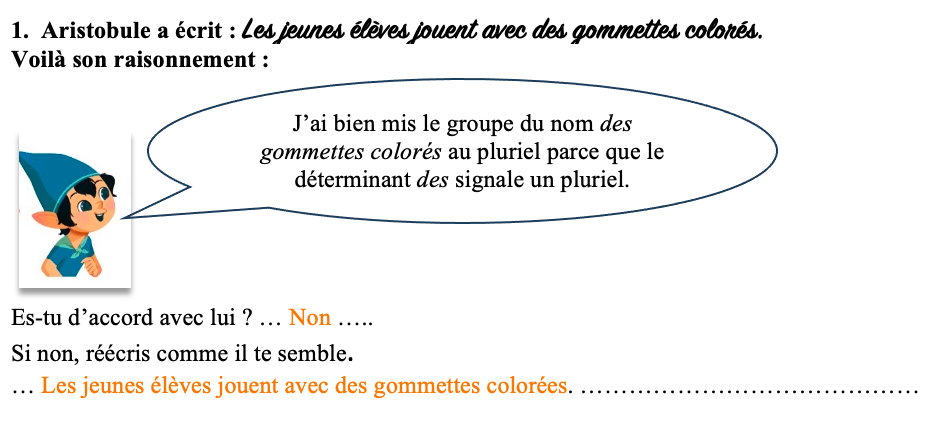 1. Aristobule a écrit : Les jeunes élèves jouent avec des gommettes colorés.
Voilà son raisonnement :
J’ai bien mis le groupe du nom des
gommettes colorés au pluriel parce que le
déterminant des signale un pluriel.
Es-tu d’accord avec lui ? … Non …..
Si non, réécris comme il te semble.
… Les jeunes élèves jouent avec des gommettes colorées. ……………………………………